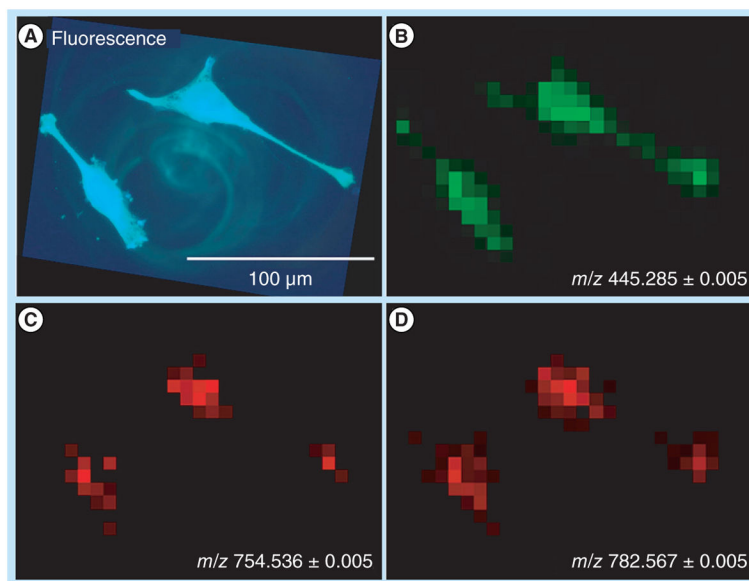 A Fluorescence
100 µm
B
m/z 445.285 ± 0.005
C
m/z 754.536 ± 0.005
D
m/z 782.567 ± 0.005